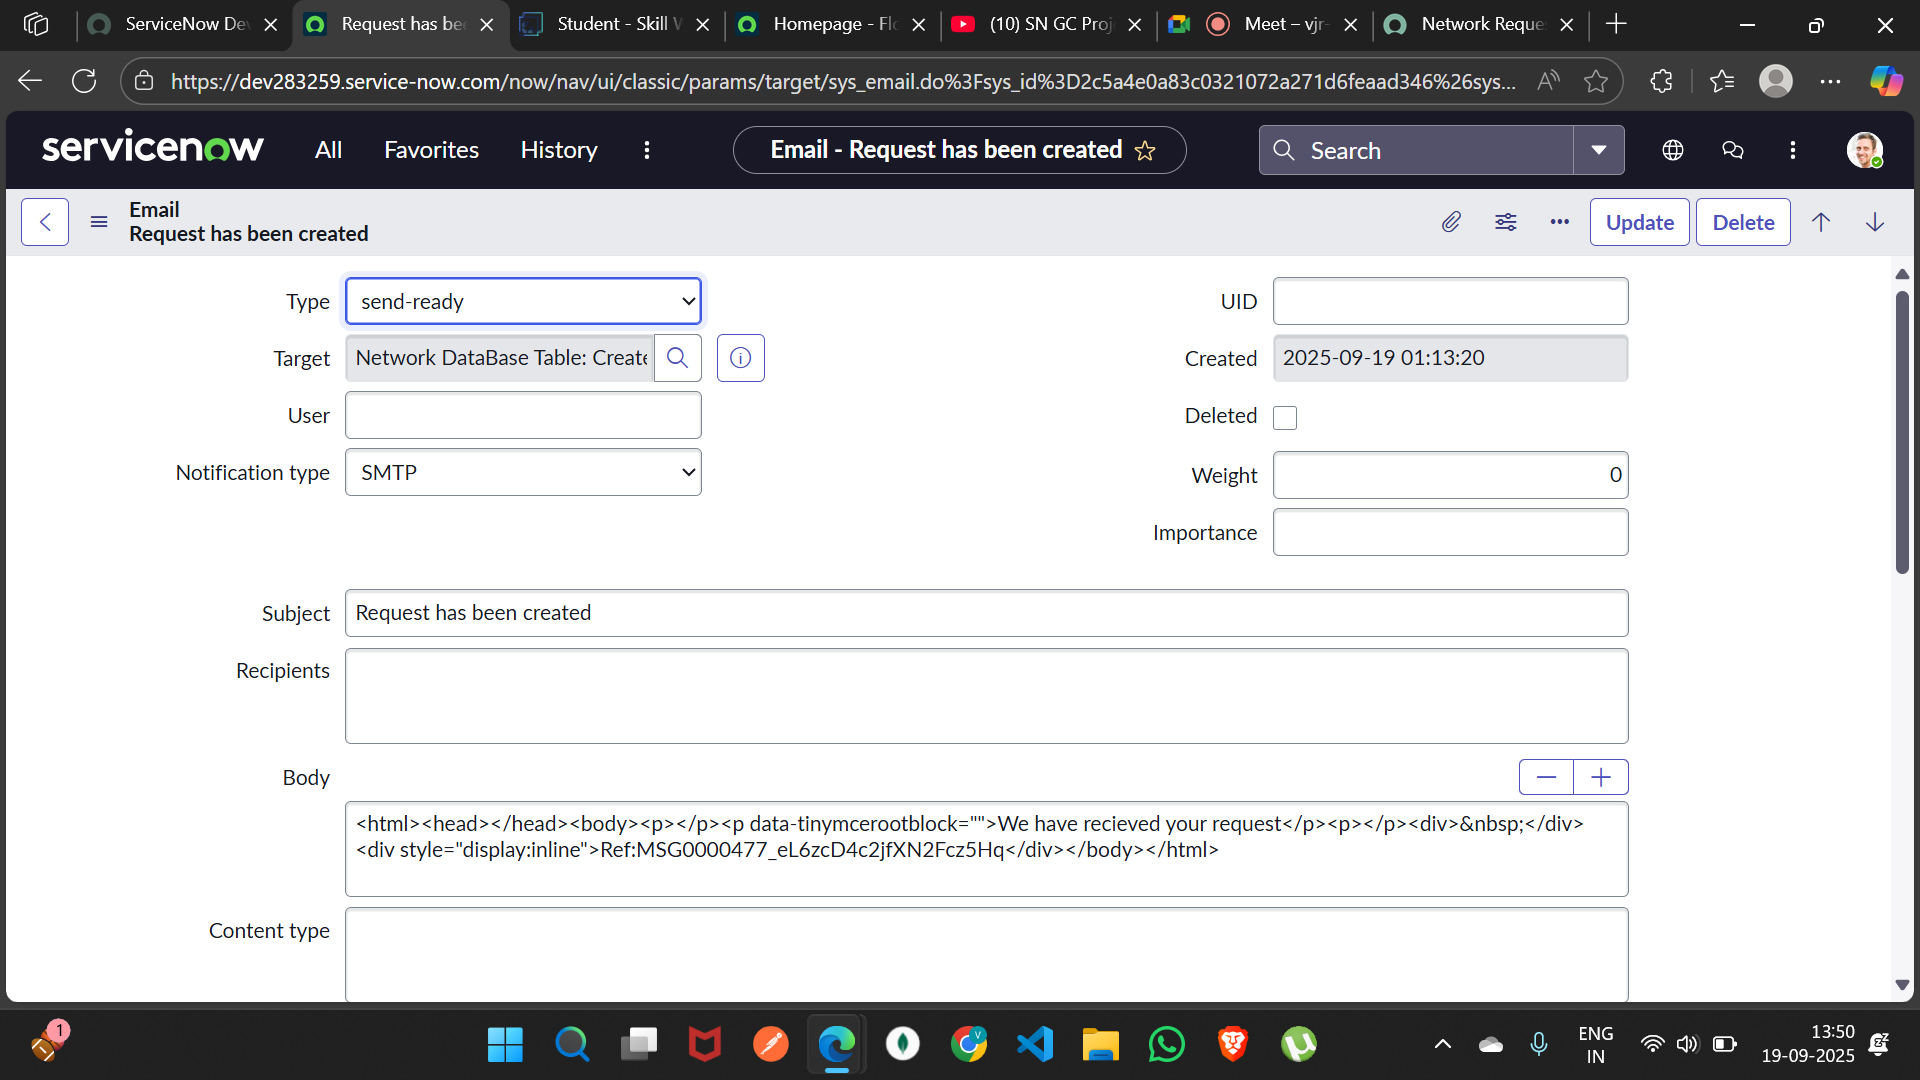 ServiceNow De
Request has bee
Student - Skill W
Homepage - Flo
(10) SN GC Proj
Meet – vjr-
Network Reques
https://dev283259.service-now.com/now/nav/ui/classic/params/target/sys_email.do%3Fsys_id%3D2c5a4e0a83c0321072a271d6feaad346%26sys...
servicenow
All
Favorites
History
Email - Request has been created
Search
Email
Request has been created
Update
Delete
Type
send-ready
UID
Target
Network DataBase Table: Create
Created
2025-09-19 01:13:20
User
Deleted
Notification type
SMTP
Weight
0
Importance
Subject
Request has been created
Recipients
Body
<html><head></head><body><p></p><p data-tinymcerootblock="">We have recieved your request</p><p></p><div>&nbsp;</div>
<div style="display:inline">Ref:MSG0000477_eL6zcD4c2jfXN2Fcz5Hq</div></body></html>
Content type
1
V
ENG
IN
13:50
19-09-2025